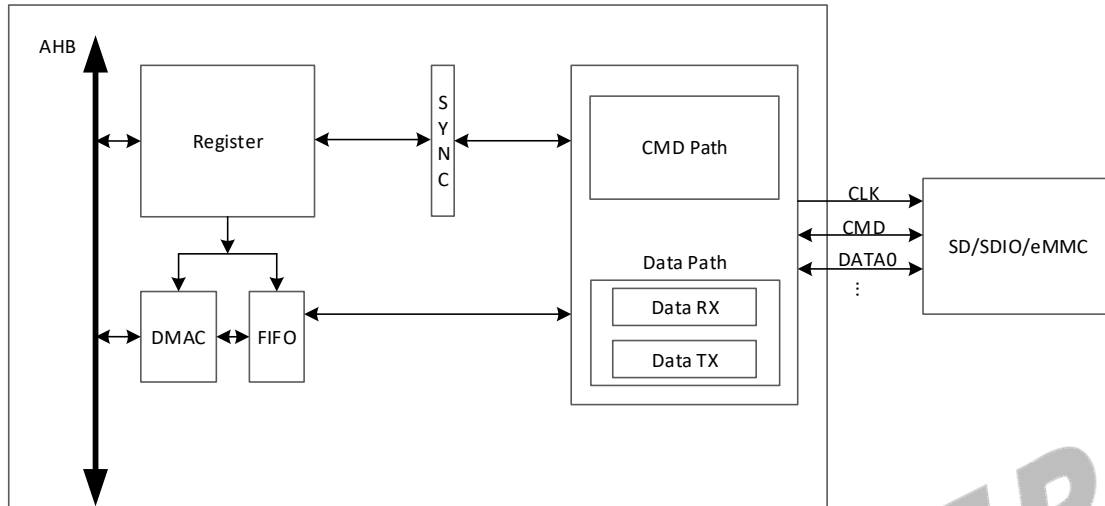 AHB
Register
S
Y
N
C
CMD Path
CLK
CMD
SD/SDIO/eMMC
DATA0
...
Data Path
Data RX
DMAC
FIFO
Data TX